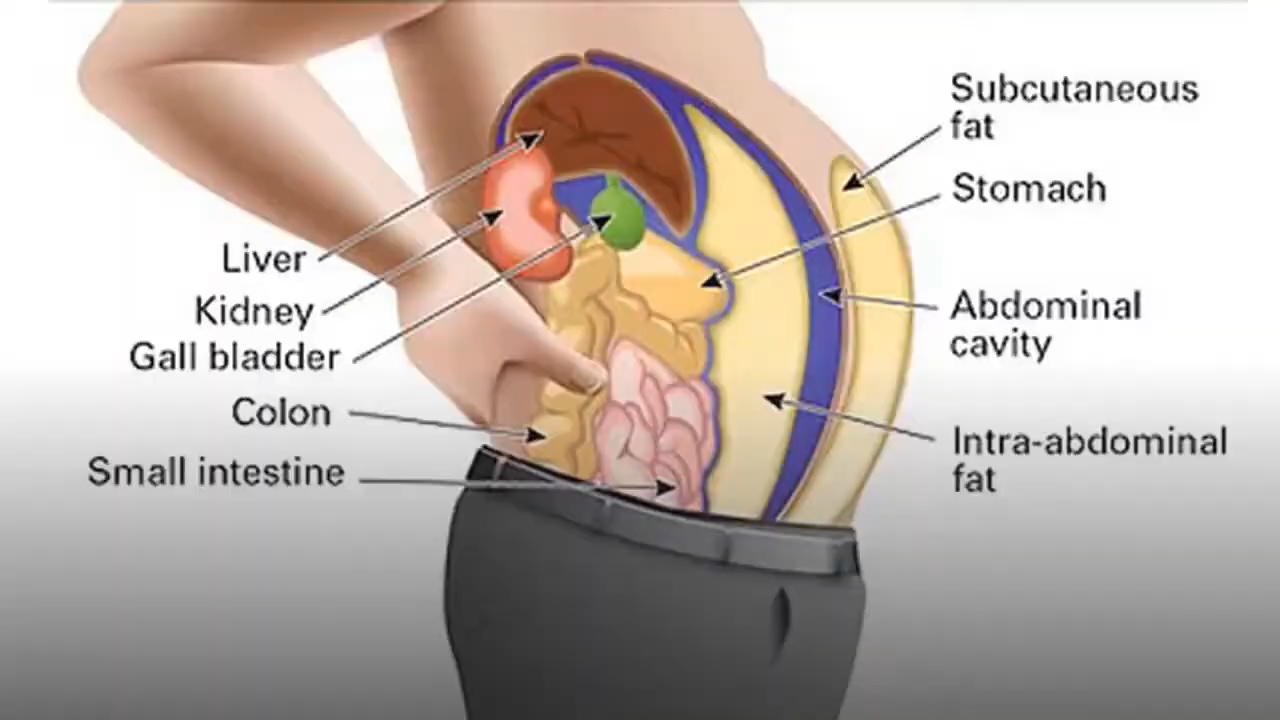 Subcutaneous
fat
Stomach
Liver
Kidney
Gall bladder
Abdominal
cavity
Colon
Small intestine
Intra-abdominal
fat